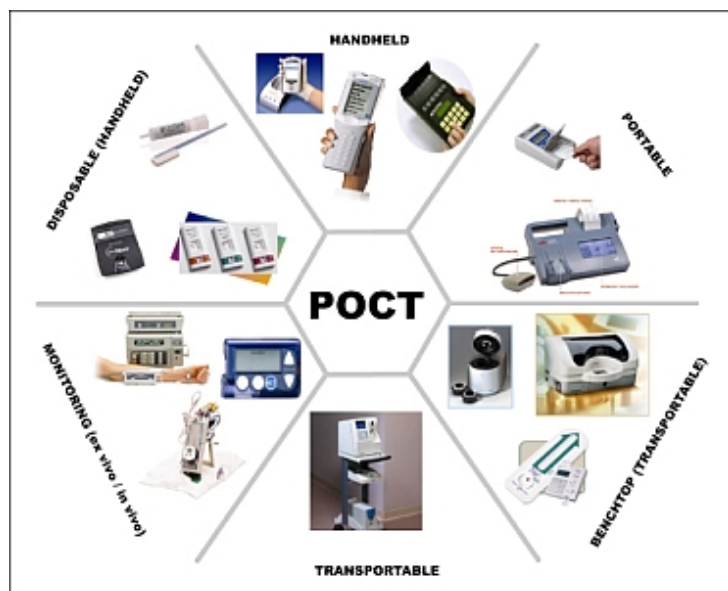 HANDHELD
DISPOSABLE (HANDHELD)
PORTABLE
POCT
MONITORING (ex vivo / in vivo)
BENCHTOP (TRANSPORTABLE)
TRANSPORTABLE